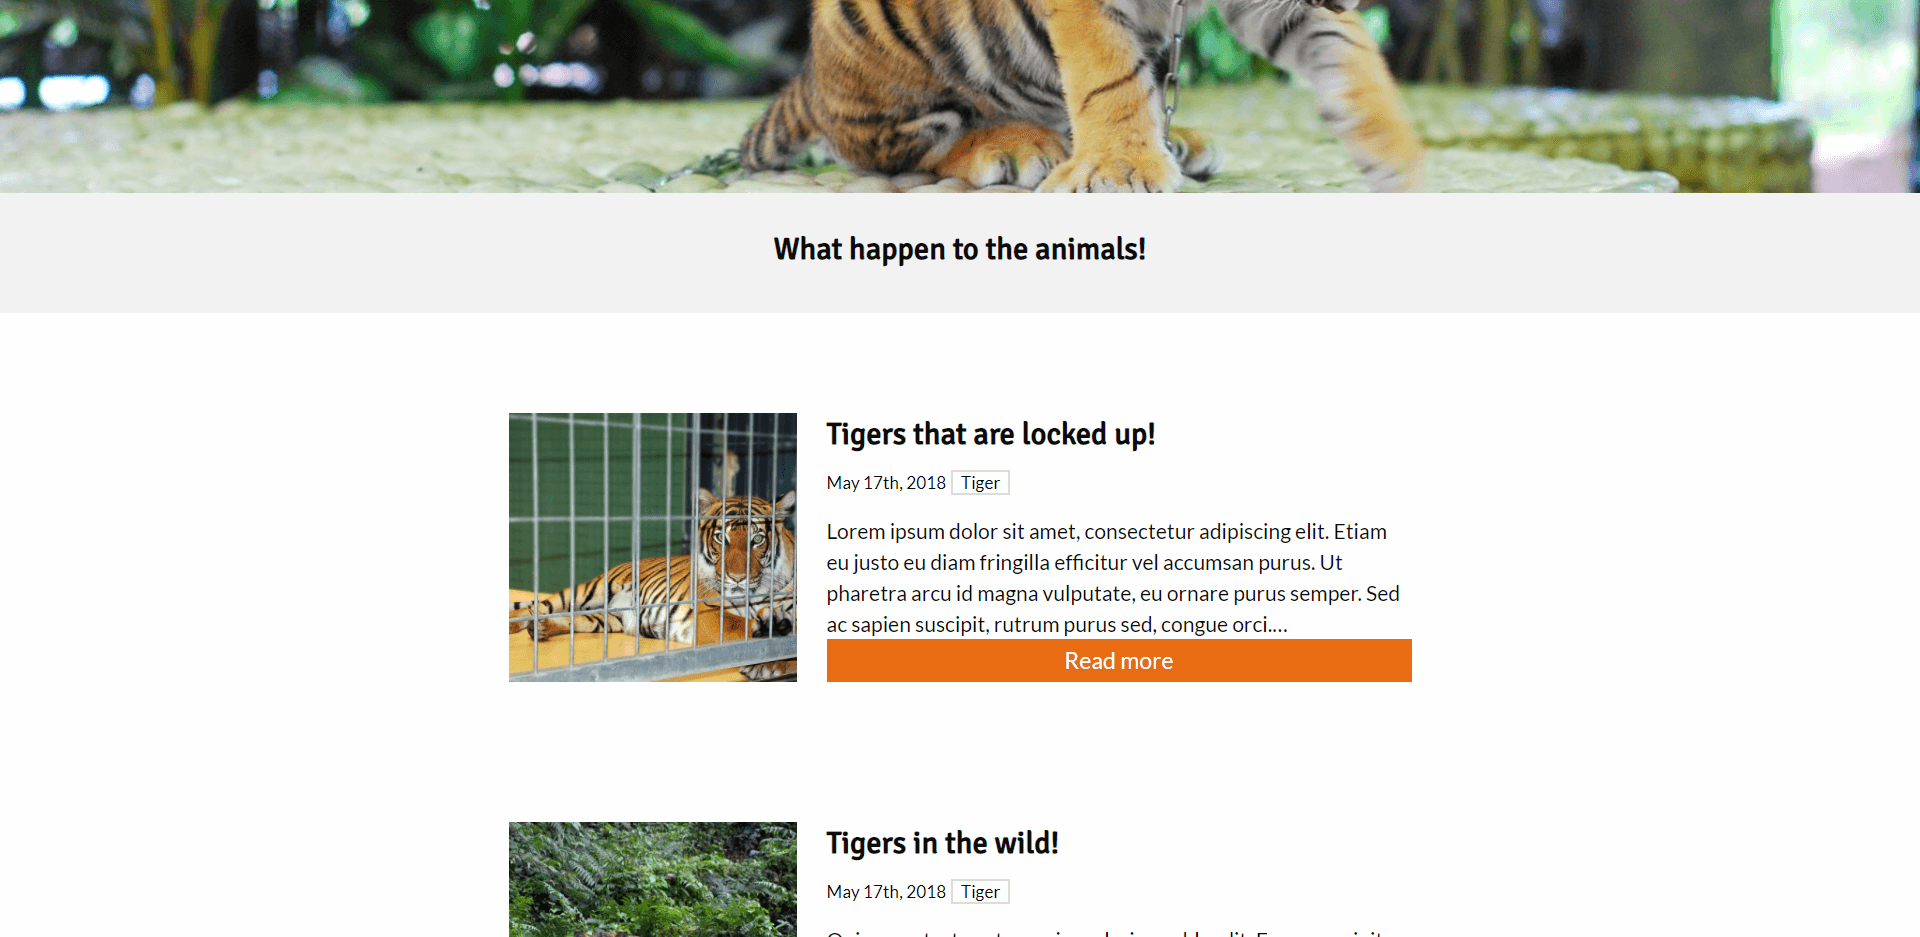 What happen to the animals!
Tigers that are locked up!
May 17th, 2018 Tiger
Lorem ipsum dolor sit amet, consectetur adipiscing elit. Etiam
eu justo eu diam fringilla efficitur vel accumsan purus. Ut
pharetra arcu id magna vulputate, eu ornare purus semper. Sed
ac sapien suscipit, rutrum purus sed, congue orci....
Read more
Tigers in the wild!
May 17th, 2018 Tiger